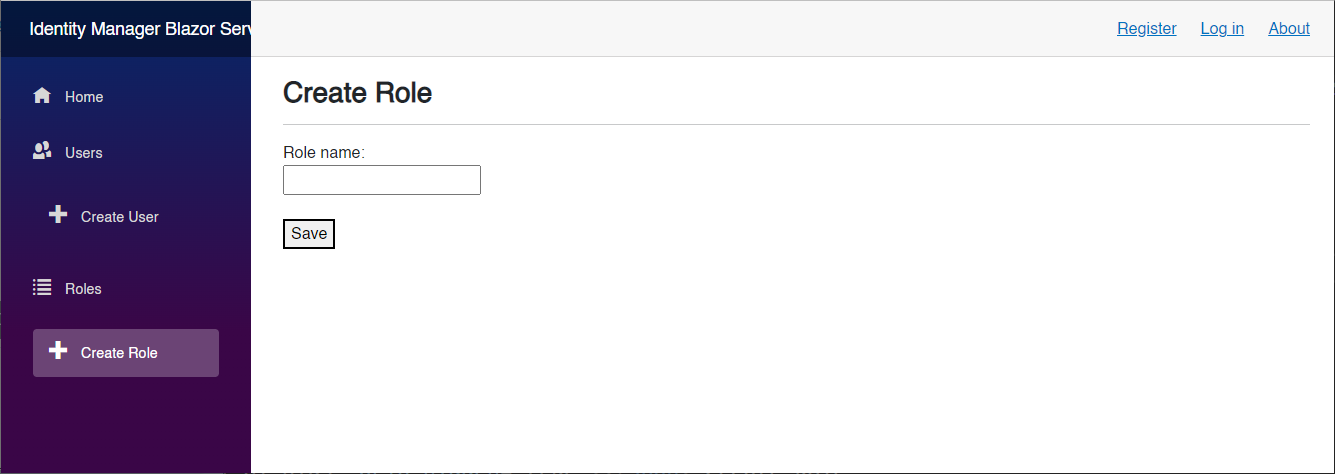 Identity Manager Blazor Serv
Register Log in About
Home
Users
Create User
Roles
Create Role
Create Role
Role name:
Save